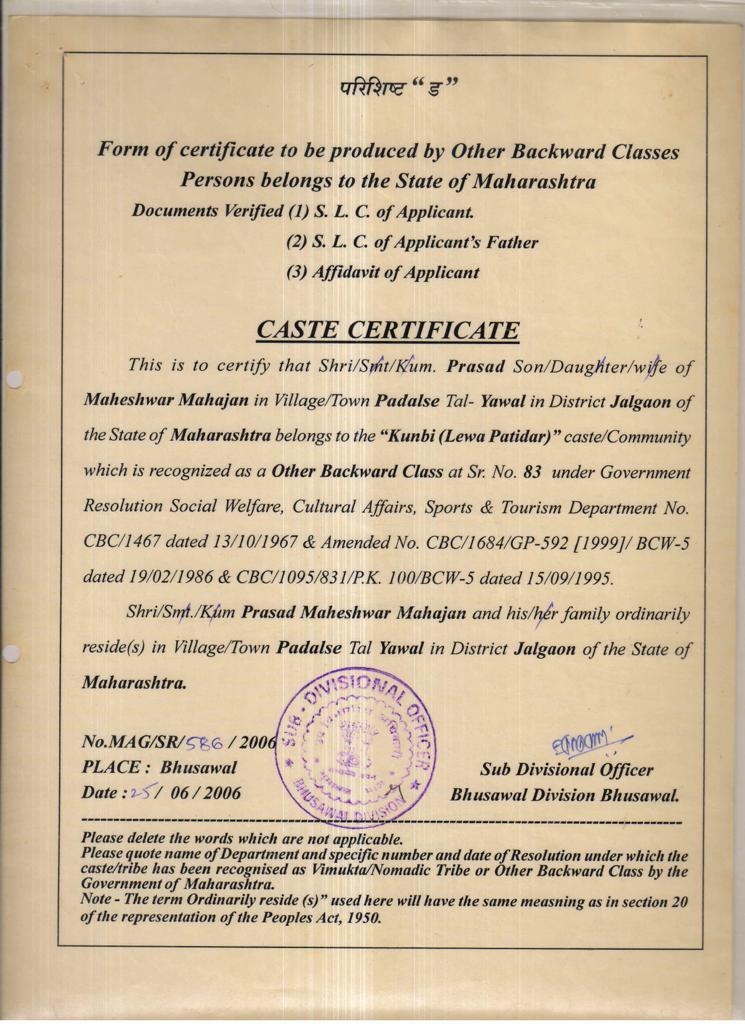 परिशिष्ट “ ड ”
Form of certificate to be produced by Other Backward Classes
Persons belongs to the State of Maharashtra
Documents Verified (1) S. L. C. of Applicant.
(2) S. L. C. of Applicant's Father
(3) Affidavit of Applicant
CASTE CERTIFICATE
This is to certify that Shri/Smt/Kum. Prasad Son/Daughter/wife of
Maheshwar Mahajan in Village/Town Padalse Tal- Yawal in District Jalgaon of
the State of Maharashtra belongs to the “Kunbi (Lewa Patidar)” caste/Community
which is recognized as a Other Backward Class at Sr. No. 83 under Government
Resolution Social Welfare, Cultural Affairs, Sports & Tourism Department No.
CBC/1467 dated 13/10/1967 & Amended No. CBC/1684/GP-592 [1999]/ BCW-5
dated 19/02/1986 & CBC/1095/831/P.K. 100/BCW-5 dated 15/09/1995.
Shri/Smt./Kum Prasad Maheshwar Mahajan and his/her family ordinarily
reside(s) in Village/Town Padalse Tal Yawal in District Jalgaon of the State of
Maharashtra.
SUB - DIVISIONAL OFFICER
BHUSAWAL DIVISION
No.MAG/SR/586 / 2006
PLACE : Bhusawal
Date :25/ 06 / 2006
Sub Divisional Officer
Bhusawal Division Bhusawal.
Please delete the words which are not applicable.
Please quote name of Department and specific number and date of Resolution under which the
caste/tribe has been recognised as Vimukta/Nomadic Tribe or Other Backward Class by the
Government of Maharashtra.
Note - The term Ordinarily reside (s)” used here will have the same measning as in section 20
of the representation of the Peoples Act, 1950.